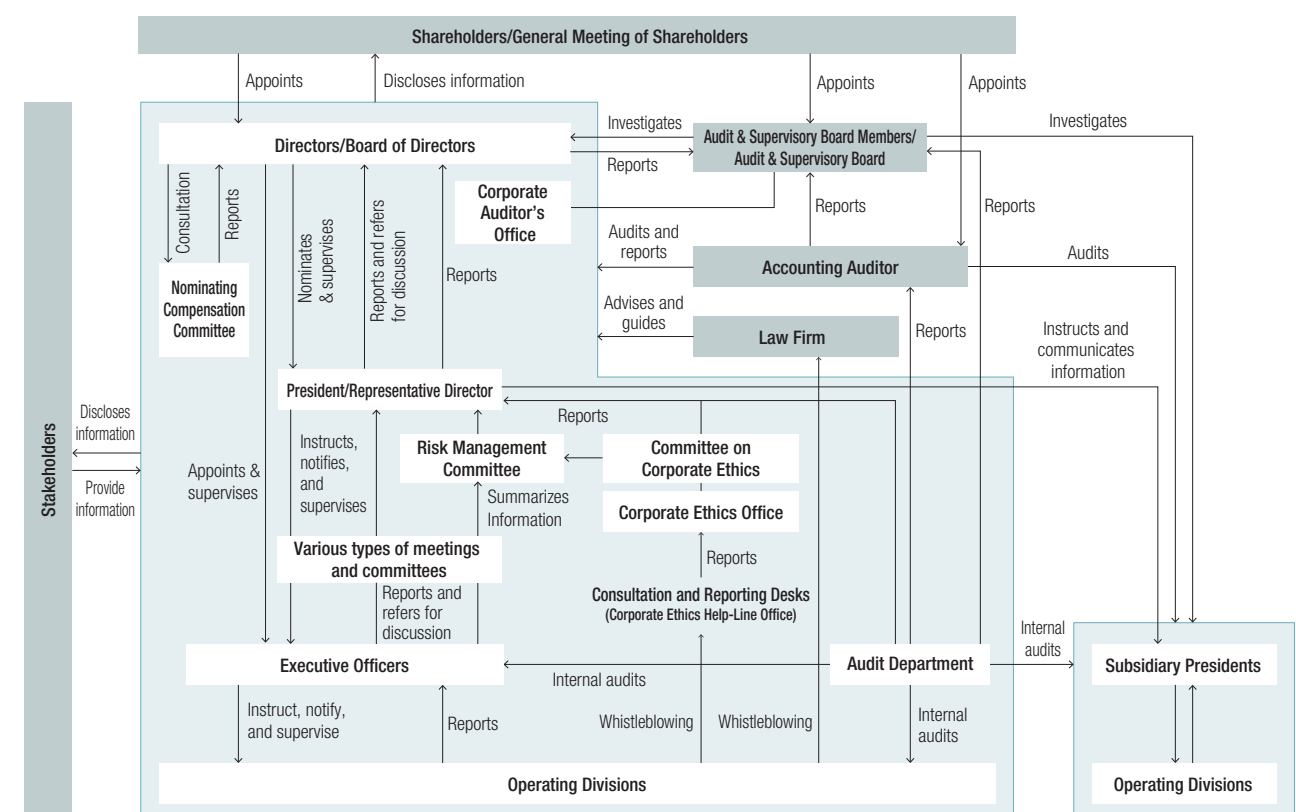 Shareholders/General Meeting of Shareholders
Appoints
Discloses information
Appoints
Appoints
Stakeholders
Discloses
information
Provide
information
Directors/Board of Directors
Investigates
Reports
Audit & Supervisory Board Members/
Audit & Supervisory Board
Investigates
Consultation
Reports
Nominates
& supervises
Reports and refers
for discussion
Reports
Corporate
Auditor's
Office
Reports
Reports
Nominating
Compensation
Committee
Audits and
reports
Accounting Auditor
Audits
Advises and
guides
Law Firm
Reports
Instructs and
communicates
information
President/Representative Director
Reports
Appoints &
supervises
Instructs,
notifies,
and
supervises
Risk Management
Committee
Committee on
Corporate Ethics
Summarizes
Information
Corporate Ethics Office
Various types of meetings
and committees
Reports
Reports and
refers for
discussion
Consultation and Reporting Desks
(Corporate Ethics Help-Line Office)
Executive Officers
Internal audits
Audit Department
Internal
audits
Subsidiary Presidents
Instruct, notify,
and supervise
Reports
Whistleblowing
Whistleblowing
Internal
audits
Operating Divisions
Operating Divisions